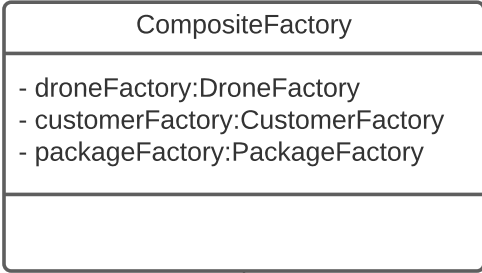 CompositeFactory
- droneFactory:DroneFactory
- customerFactory:CustomerFactory
- packageFactory:PackageFactory